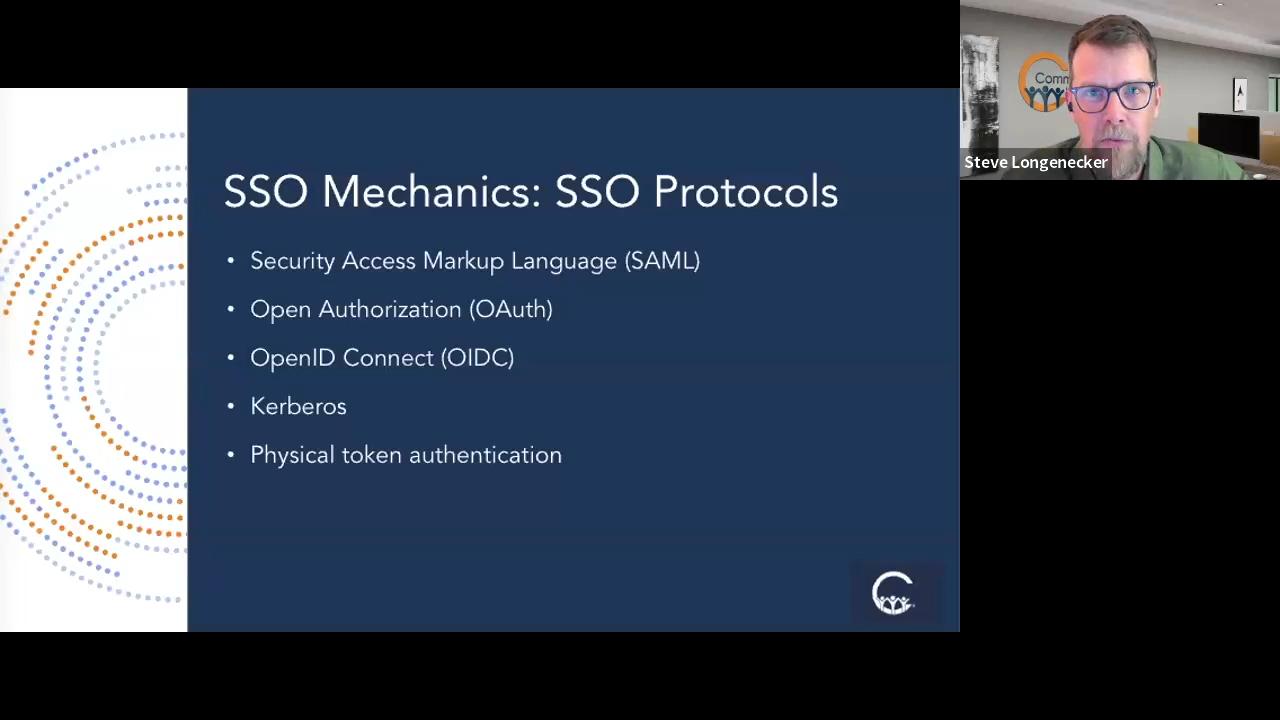 SSO Mechanics: SSO Protocols
• Security Access Markup Language (SAML)
• Open Authorization (OAuth)
• OpenID Connect (OIDC)
• Kerberos
• Physical token authentication
Comm
Steve Longenecker